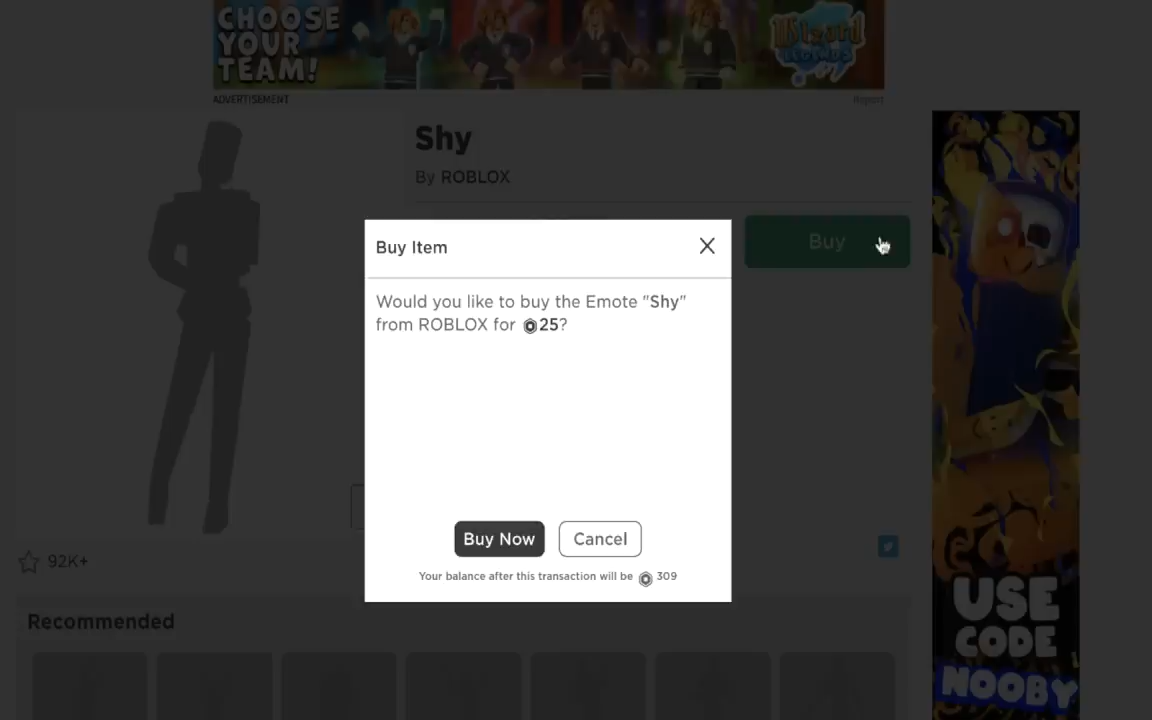 CHOOSE
YOUR
TEAM!
Wizard
LEGENDS
ADVERTISEMENT
Report
Shy
By ROBLOX
Buy
Buy Item
Would you like to buy the Emote "Shy"
from ROBLOX for 25?
Buy Now
Cancel
Your balance after this transaction will be 309
92K+
Recommended
USE
CODE
NOOBY